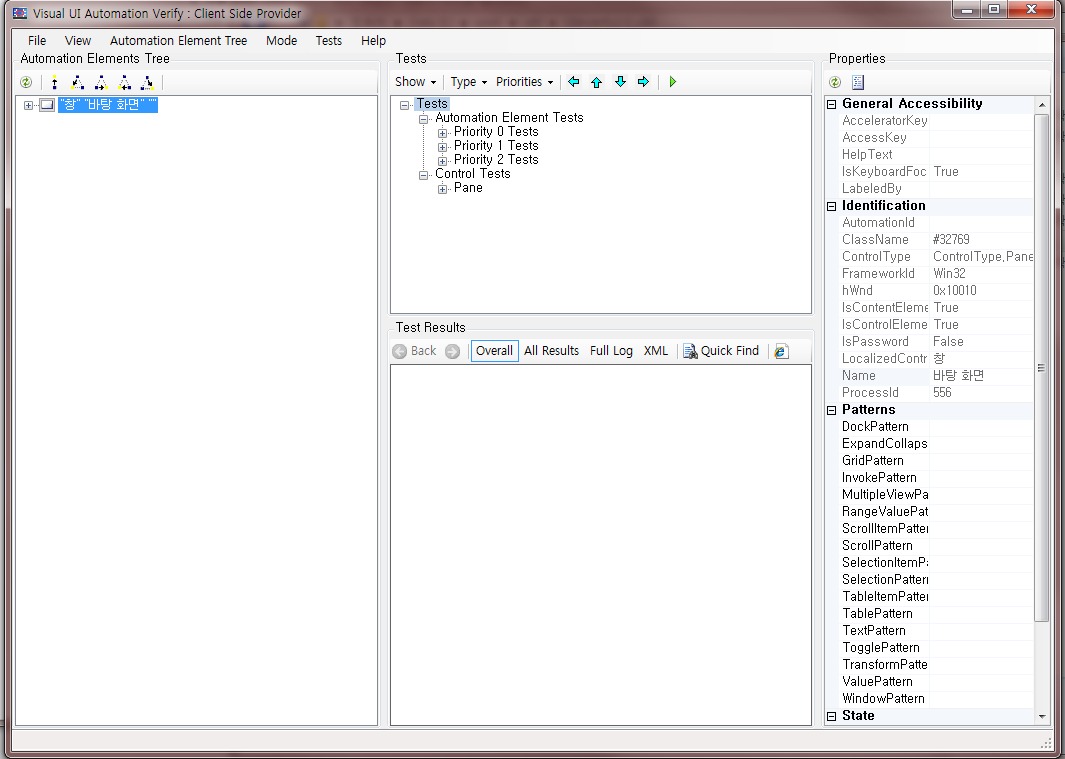 Visual UI Automation Verify : Client Side Provider
File View Automation Element Tree Mode Tests Help
Automation Elements Tree
"창" "바탕 화면" ""
Tests
Show Type Priorities
Tests
Automation Element Tests
Priority 0 Tests
Priority 1 Tests
Priority 2 Tests
Control Tests
Pane
Test Results
Back Overall All Results Full Log XML Quick Find
Properties
General Accessibility
AcceleratorKey
AccessKey
HelpText
IsKeyboardFoc True
LabeledBy
Identification
AutomationId
ClassName #32769
ControlType ControlType,Pane
FrameworkId Win32
hWnd 0x10010
IsContentEleme True
IsControlEleme True
IsPassword False
LocalizedContr 창
Name 바탕 화면
ProcessId 556
Patterns
DockPattern
ExpandCollaps
GridPattern
InvokePattern
MultipleViewPa
RangeValuePat
ScrollItemPatter
ScrollPattern
SelectionItemPa
SelectionPattern
TableItemPatter
TablePattern
TextPattern
TogglePattern
TransformPatte
ValuePattern
WindowPattern
State